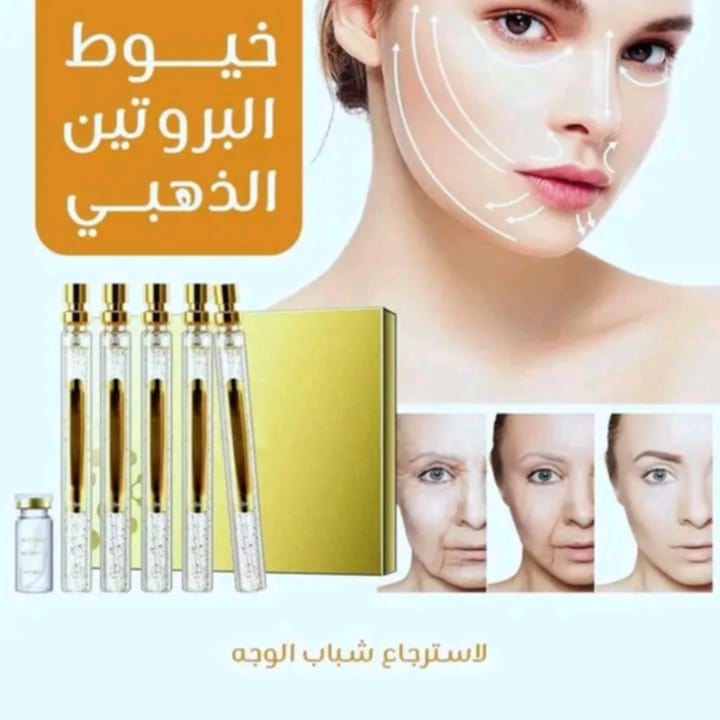 خيوط
البروتين
الذهبي
لاسترجاع شباب الوجه